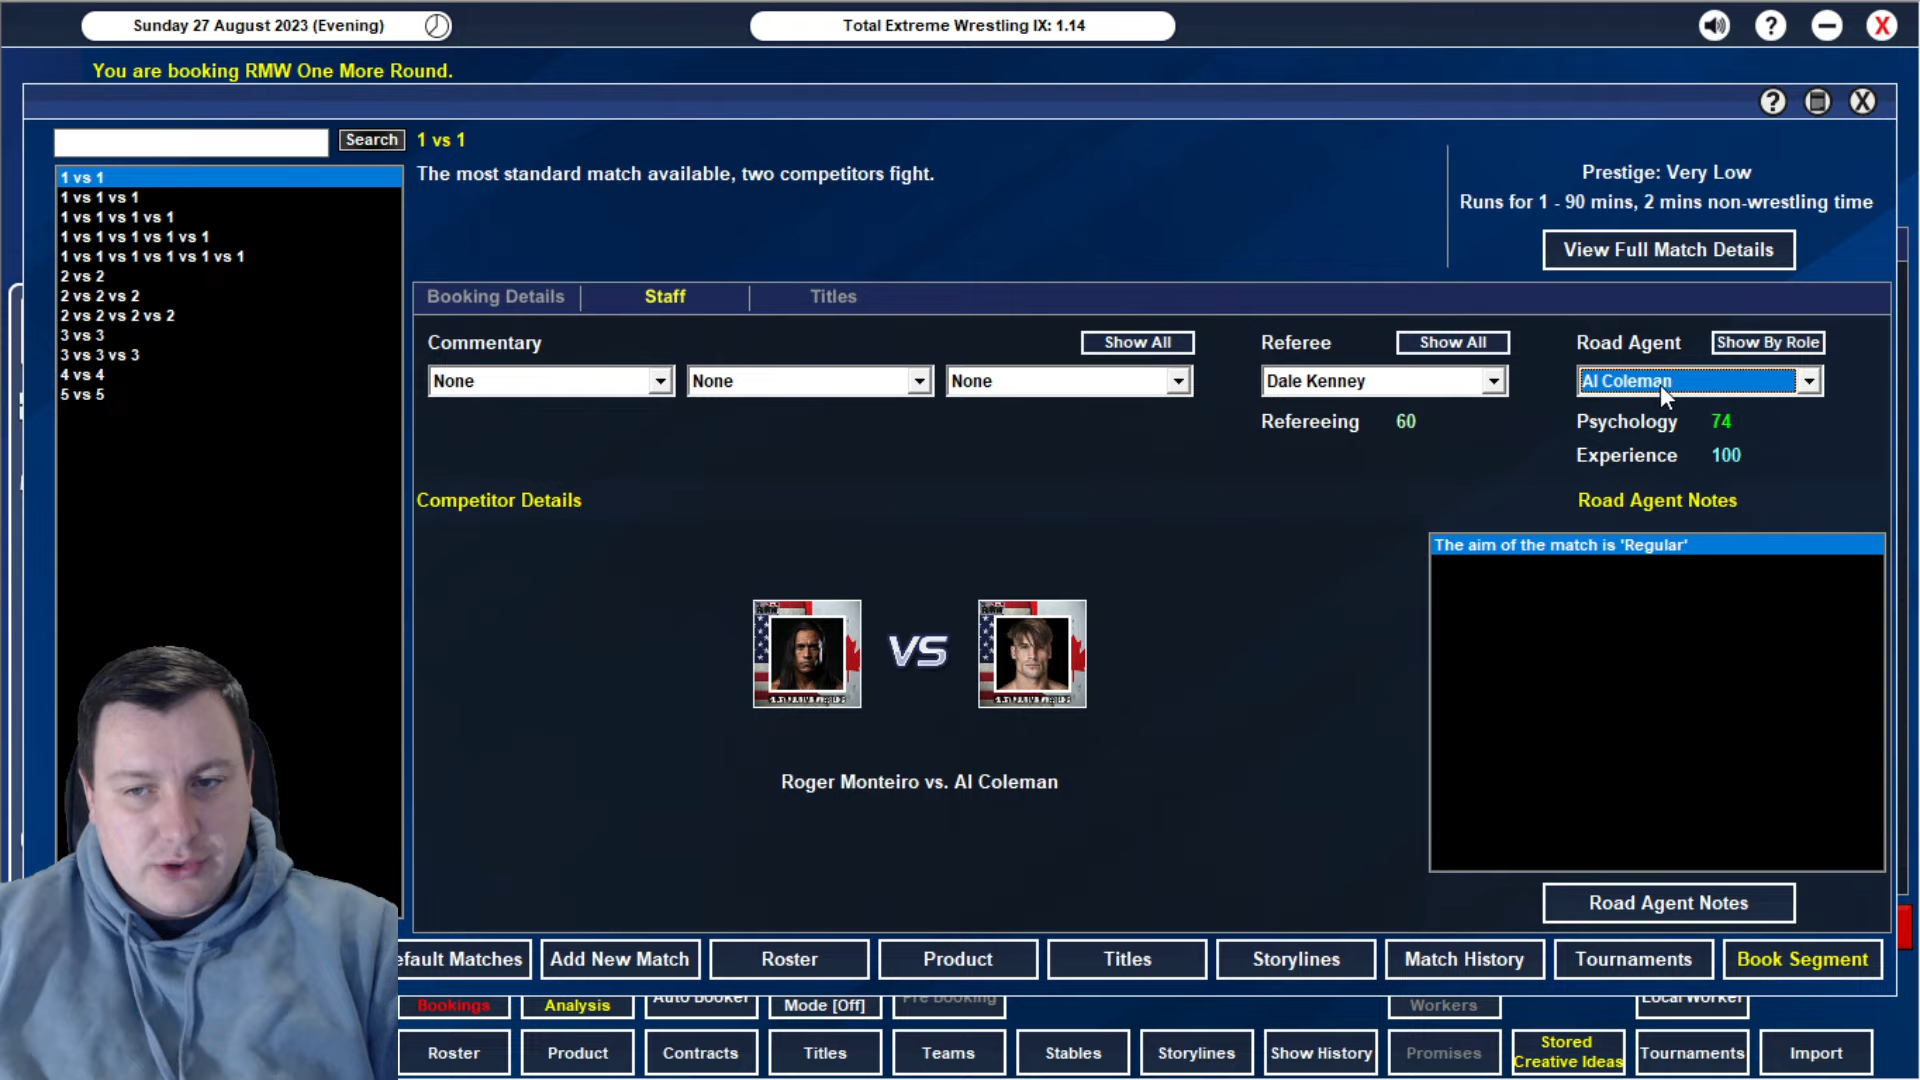 Sunday 27 August 2023 (Evening)
Total Extreme Wrestling IX: 1.14
?
X
You are booking RMW One More Round.
?
X
Search
1 vs 1
The most standard match available, two competitors fight.
Prestige: Very Low
Runs for 1 - 90 mins, 2 mins non-wrestling time
View Full Match Details
1 vs 1
1 vs 1 vs 1
1 vs 1 vs 1 vs 1
1 vs 1 vs 1 vs 1 vs 1
1 vs 1 vs 1 vs 1 vs 1 vs 1
2 vs 2
2 vs 2 vs 2
2 vs 2 vs 2 vs 2
3 vs 3
3 vs 3 vs 3
4 vs 4
5 vs 5
Booking Details
Staff
Titles
Commentary
Show All
Referee
Show All
Road Agent
Show By Role
None
None
None
Dale Kenney
Al Coleman
Refereeing 60
Psychology 74
Experience 100
Competitor Details
Road Agent Notes
The aim of the match is 'Regular'
VS
Roger Monteiro vs. Al Coleman
Road Agent Notes
efault Matches
Add New Match
Roster
Product
Titles
Storylines
Match History
Tournaments
Book Segment
Bookings
Analysis
Auto Booker
Mode [Off]
Pre Booking
Workers
Local Worker
Roster
Product
Contracts
Titles
Teams
Stables
Storylines
Show History
Promises
Stored
Creative Ideas
Tournaments
Import